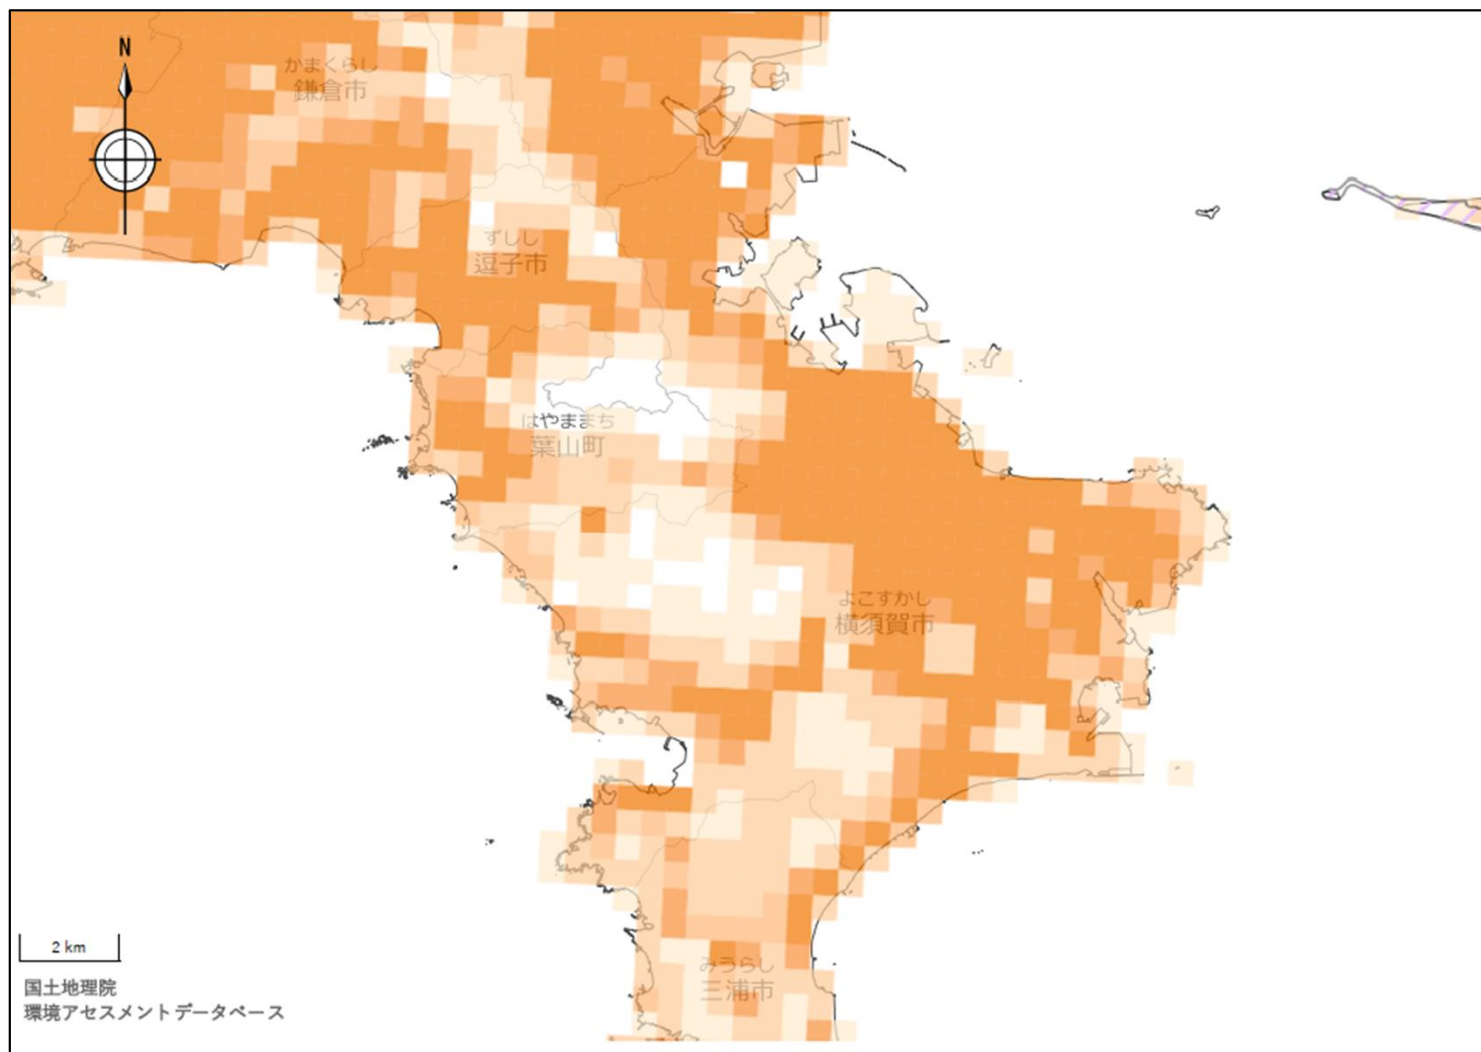 N
かまくらし
鎌倉市
ずしし
逗子市
はやままち
葉山町
よこすかし
横須賀市
みうらし
三浦市
2 km
国土地理院
環境アセスメントデータベース